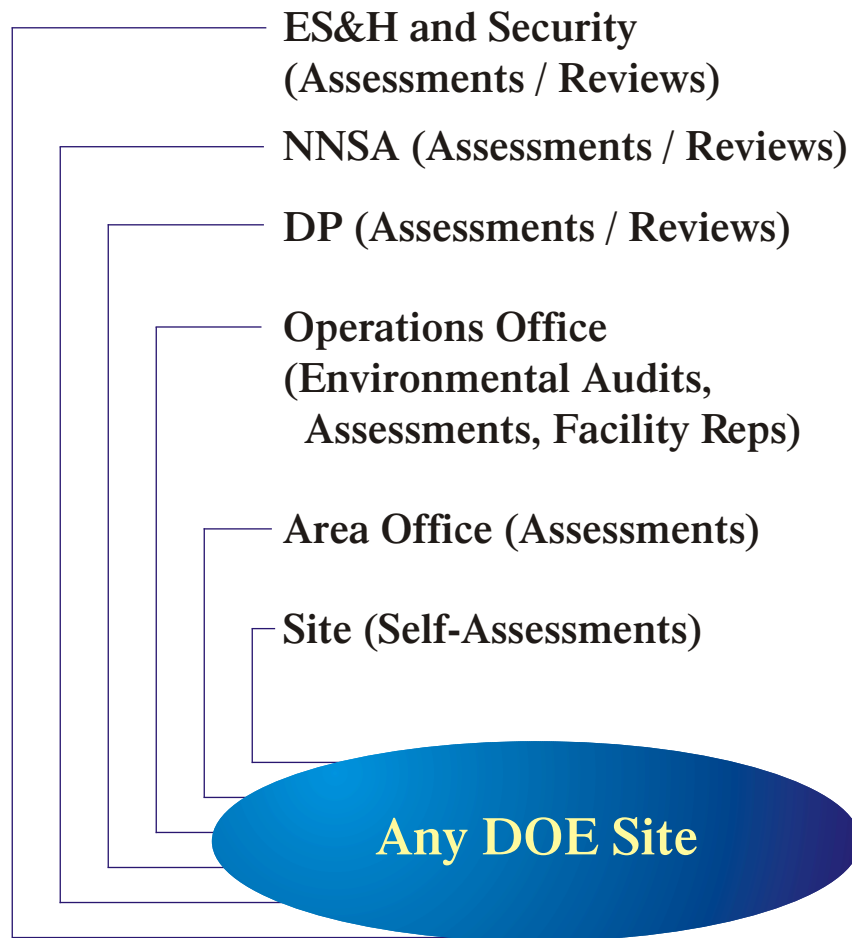 ES&H and Security
(Assessments / Reviews)
NNSA (Assessments / Reviews)
DP (Assessments / Reviews)
Operations Office
(Environmental Audits,
Assessments, Facility Reps)
Area Office (Assessments)
Site (Self-Assessments)
Any DOE Site